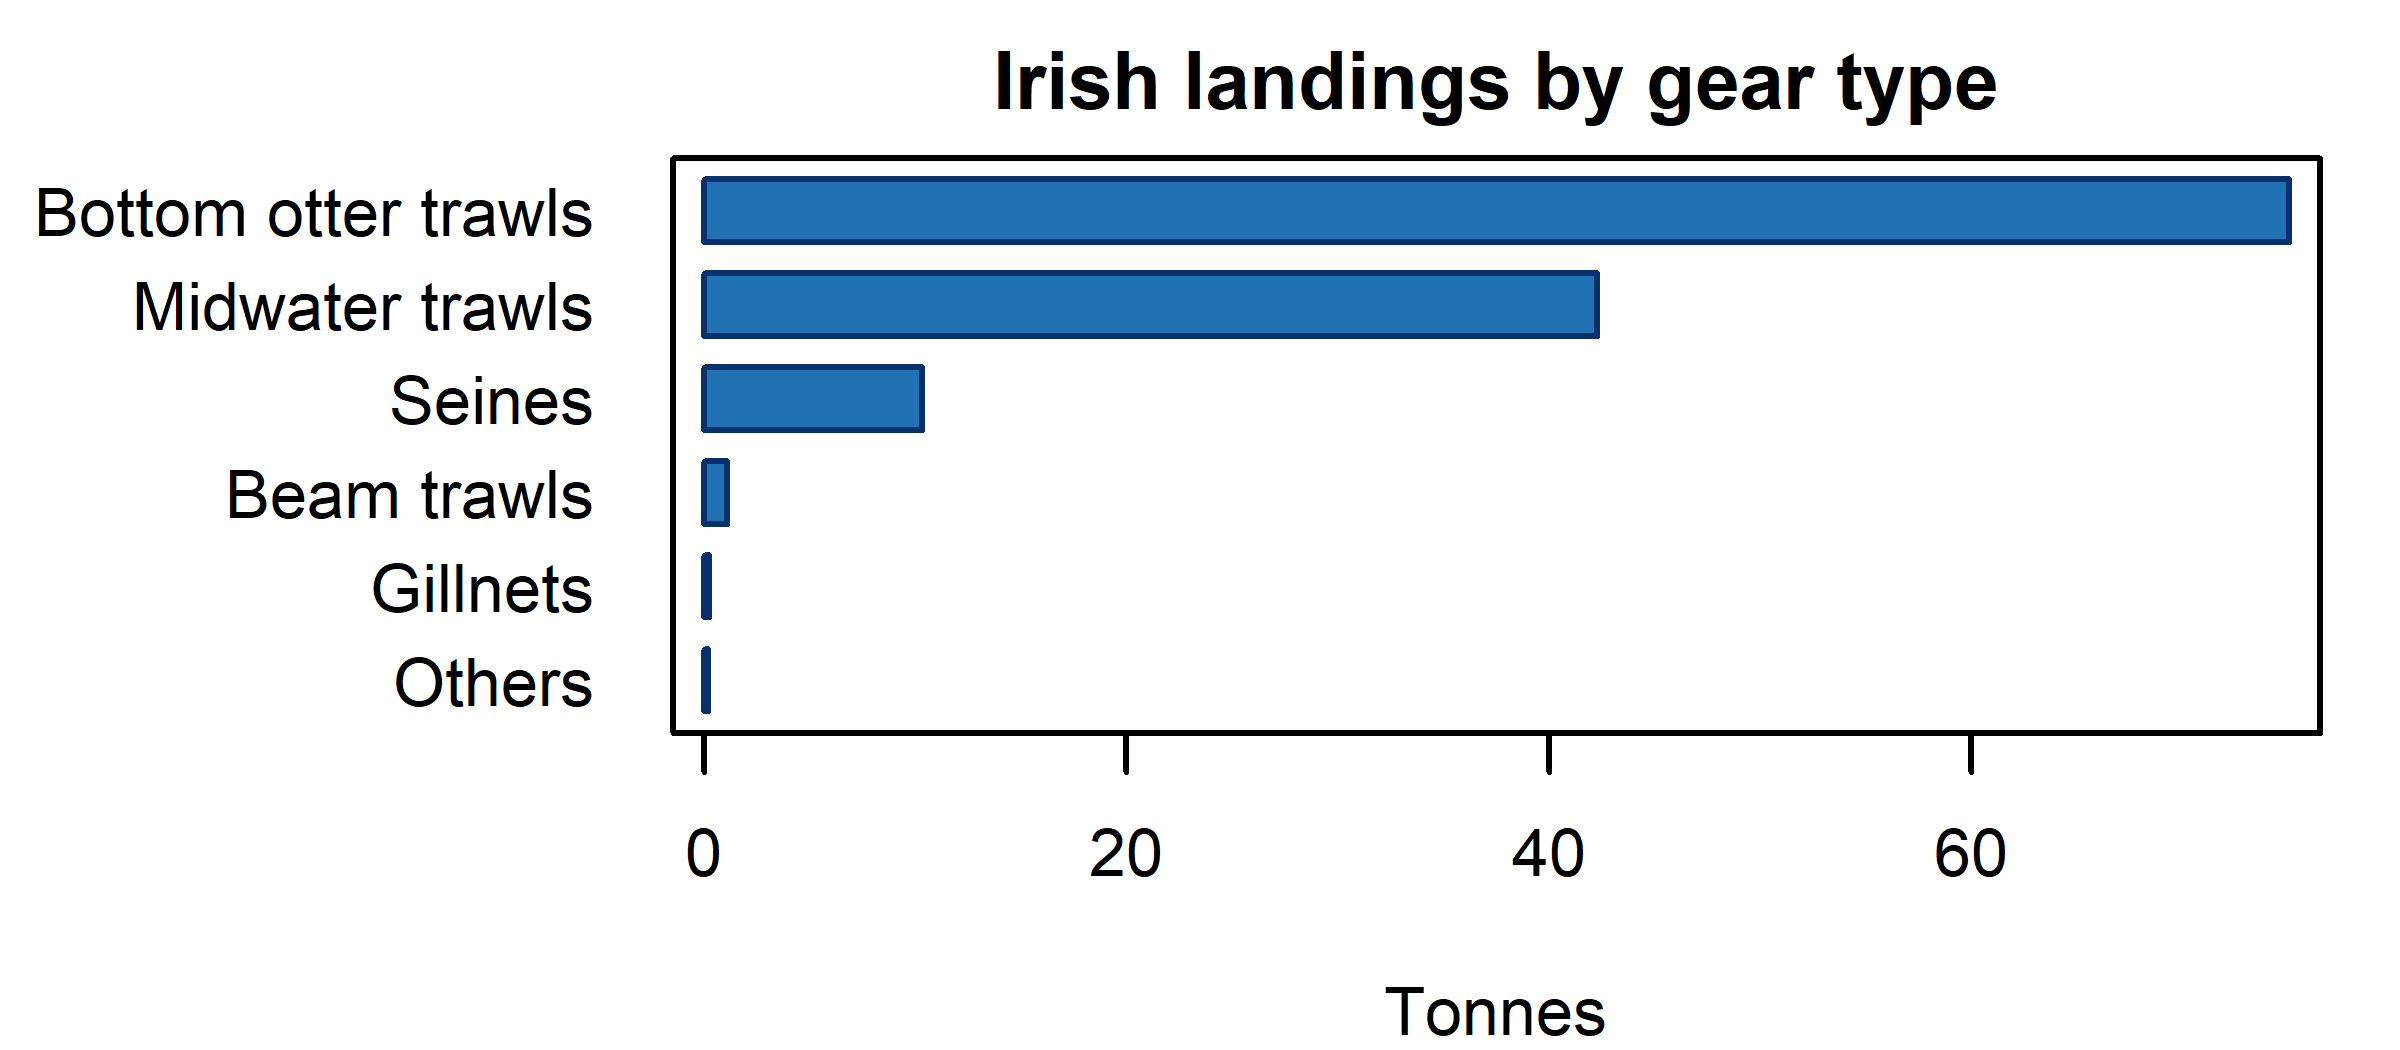 Irish landings by gear type
Bottom otter trawls
Midwater trawls
Seines
Beam trawls
Gillnets
Others
0 20 40 60
Tonnes